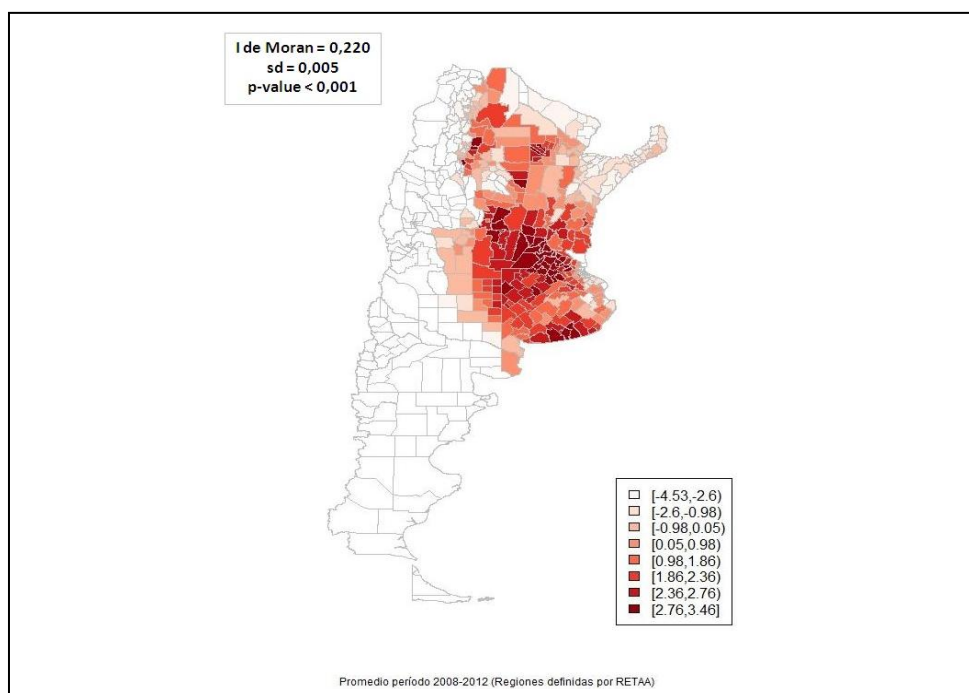 I de Moran = 0,220
sd = 0,005
p-value < 0,001
[-4.53,-2.6)
[-2.6,-0.98)
[-0.98,0.05)
[0.05,0.98)
[0.98,1.86)
[1.86,2.36)
[2.36,2.76)
[2.76,3.46]
Promedio período 2008-2012 (Regiones definidas por RETAA)